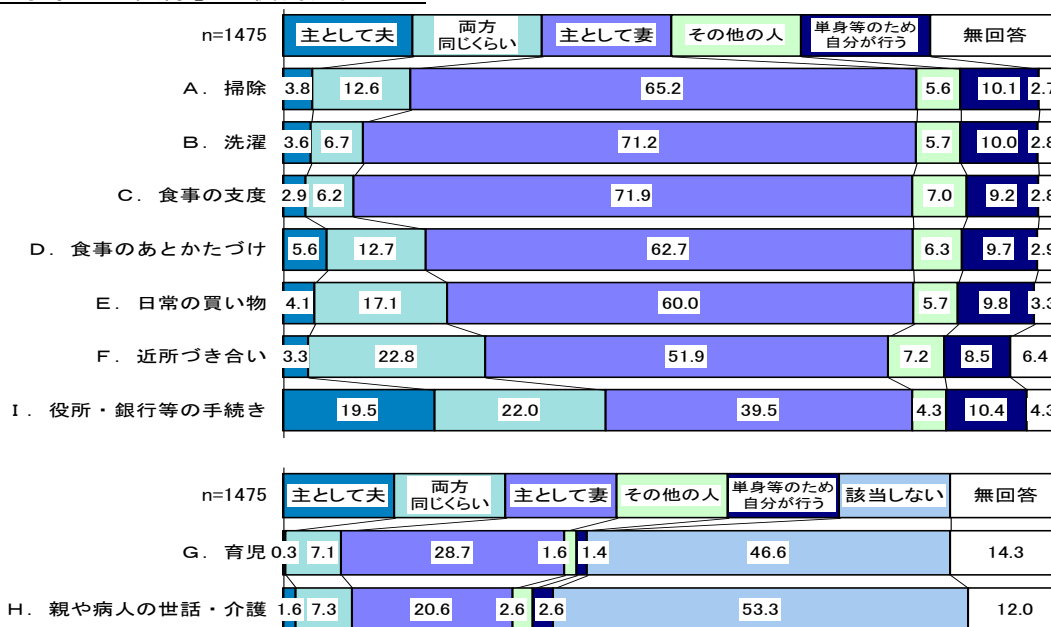 n=1475 主として夫 両方 主として妻 その他の人 単身等のため 無回答
同じくらい 自分が行う
A. 掃除 3.8 12.6 65.2 5.6 10.1 2.7
B. 洗濯 3.6 6.7 71.2 5.7 10.0 2.8
C. 食事の支度 2.9 6.2 71.9 7.0 9.2 2.8
D. 食事のあとかたづけ 5.6 12.7 62.7 6.3 9.7 2.9
E. 日常の買い物 4.1 17.1 60.0 5.7 9.8 3.3
F. 近所づき合い 3.3 22.8 51.9 7.2 8.5 6.4
I. 役所・銀行等の手続き 19.5 22.0 39.5 4.3 10.4 4.3
n=1475 主として夫 両方 主として妻 その他の人 単身等のため 該当しない 無回答
同じくらい 自分が行う
G. 育児 0.3 7.1 28.7 1.6 1.4 46.6 14.3
H. 親や病人の世話・介護 1.6 7.3 20.6 2.6 2.6 53.3 12.0